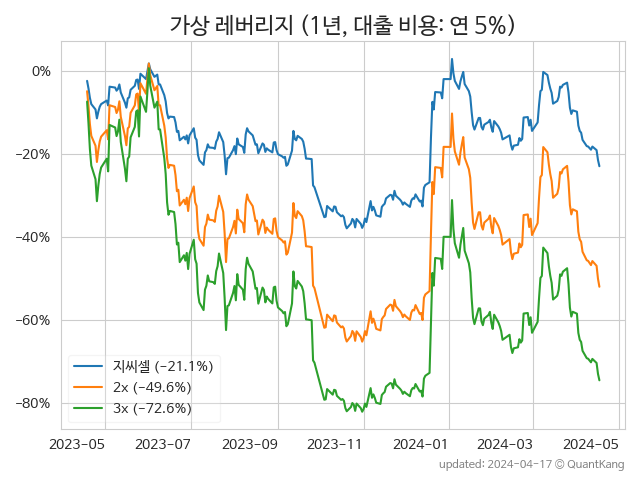 가상 레버리지 (1년, 대출 비용: 연 5%)
0%
−20%
−40%
−60%
−80%
지씨셀 (−21.1%)
2x (−49.6%)
3x (−72.6%)
2023-05 2023-07 2023-09 2023-11 2024-01 2024-03 2024-05
updated: 2024-04-17 © QuantKang